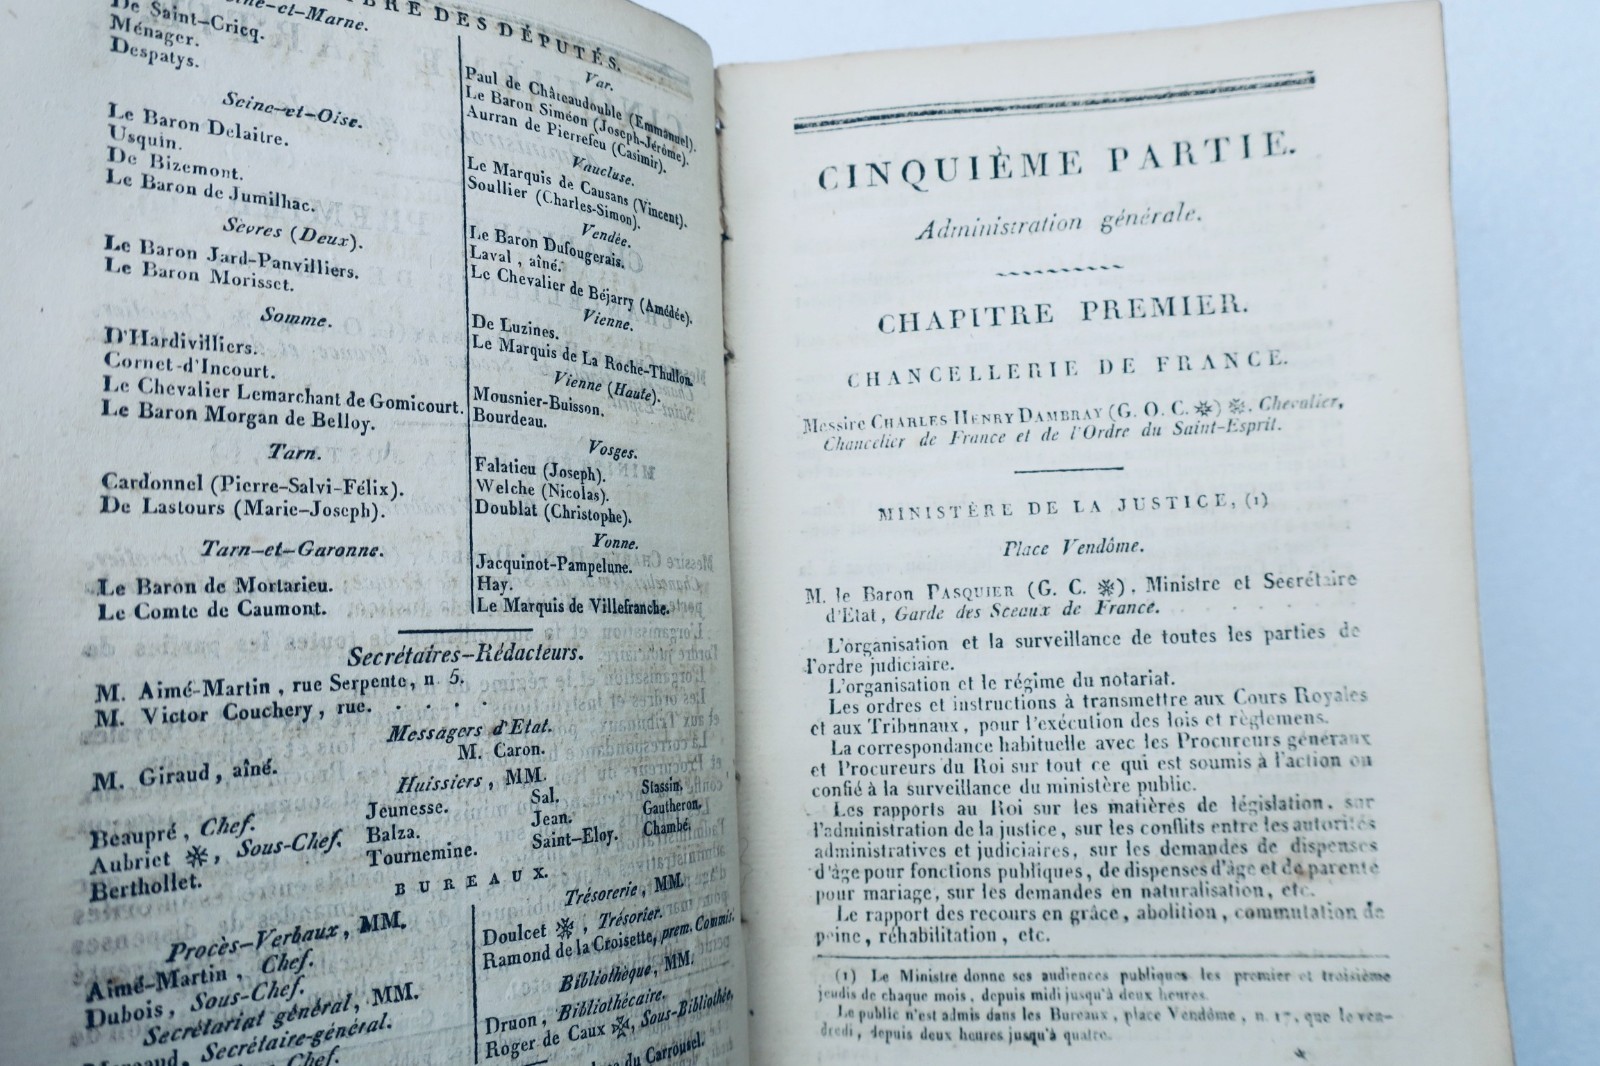 BRE DES DÉPUTÉS.
et-Marne.
De Saint-Cricq.
Ménager.
Despatys.
Seine-et-Oise.
Le Baron Delaitre.
Usquin.
De Bizemont.
Le Baron de Jumilhac.
Sèvres (Deux).
Le Baron Jard-Panvilliers.
Le Baron Morisset.
Somme.
D'Hardivilliers.
Cornet-d'Incourt.
Le Chevalier Lemarchant de Gomicourt.
Le Baron Morgan de Belloy.
Tarn.
Cardonnel (Pierre-Salvi-Félix).
De Lastours (Marie-Joseph).
Tarn-et-Garonne.
Le Baron de Mortarieu.
Le Comte de Caumont.
Var.
Paul de Châteaudouble (Emmanuel).
Le Baron Siméon (Joseph-Jérôme).
Aurran de Pierrefeu (Casimir).
Vaucluse.
Le Marquis de Causans (Vincent).
Soullier (Charles-Simon).
Vendée.
Le Baron Dufougerais.
Laval, aîné.
Le Chevalier de Béjarry (Amédée).
Vienne.
De Luzines.
Le Marquis de La Roche-Thullon.
Vienne (Haute).
Mousnier-Buisson.
Bourdeau.
Vosges.
Falatieu (Joseph).
Welche (Nicolas).
Doublat (Christophe).
Yonne.
Jacquinot-Pampelune.
Hay.
Le Marquis de Villefranche.
Secrétaires-Rédacteurs.
M. Aimé-Martin, rue Serpente, n. 5.
M. Victor Couchery, rue. . . . .
Messagers d'Etat.
M. Giraud, aîné. M. Caron.
Huissiers, MM.
Beaupré, Chef. Jeunesse. Sal. Stassin.
Aubriet ※, Sous-Chef. Balza. Jean. Gautheron.
Berthollet. Tournemine. Saint-Eloy. Chambé.
BUREAUX.
Procès-Verbaux, MM.
Aimé-Martin, Chef.
Dubois, Sous-Chef.
Secrétariat général, MM.
Secrétaire-général.
Chef.
Trésorerie, MM.
Doulcet ※, Trésorier.
Ramond de la Croisette, prem. Commis.
Bibliothèque, MM.
Druon, Bibliothécaire.
Roger de Caux ※, Sous-Bibliothée.
du Carrousel.
CINQUIÈME PARTIE.
Administration générale.
CHAPITRE PREMIER.
CHANCELLERIE DE FRANCE.
Messire CHARLES HENRY DAMBRAY (G. O. C. ※) ※, Chevalier,
Chancelier de France et de l'Ordre du Saint-Esprit.
MINISTÈRE DE LA JUSTICE, (1)
Place Vendôme.
M. le Baron PASQUIER (G. C. ※), Ministre et Secrétaire
d'Etat, Garde des Sceaux de France. . . . .
L'organisation et la surveillance de toutes les parties de
l'ordre judiciaire.
L'organisation et le régime du notariat.
Les ordres et instructions à transmettre aux Cours Royales
et aux Tribunaux, pour l'exécution des lois et règlemens.
La correspondance habituelle avec les Procureurs généraux
et Procureurs du Roi sur tout ce qui est soumis à l'action ou
confié à la surveillance du ministère public.
Les rapports au Roi sur les matières de législation, sur
l'administration de la justice, sur les conflits entre les autorités
administratives et judiciaires, sur les demandes de dispenses
d'âge pour fonctions publiques, de dispenses d'âge et de parenté
pour mariage, sur les demandes en naturalisation, etc.
Le rapport des recours en grâce, abolition, commutation de
peine, réhabilitation, etc.
(1) Le Ministre donne ses audiences publiques les premier et troisième
jeudis de chaque mois, depuis midi jusqu'à deux heures.
Le public n'est admis dans les Bureaux, place Vendôme, n. 17, que le ven-
dredi, depuis deux heures jusqu'à quatre.